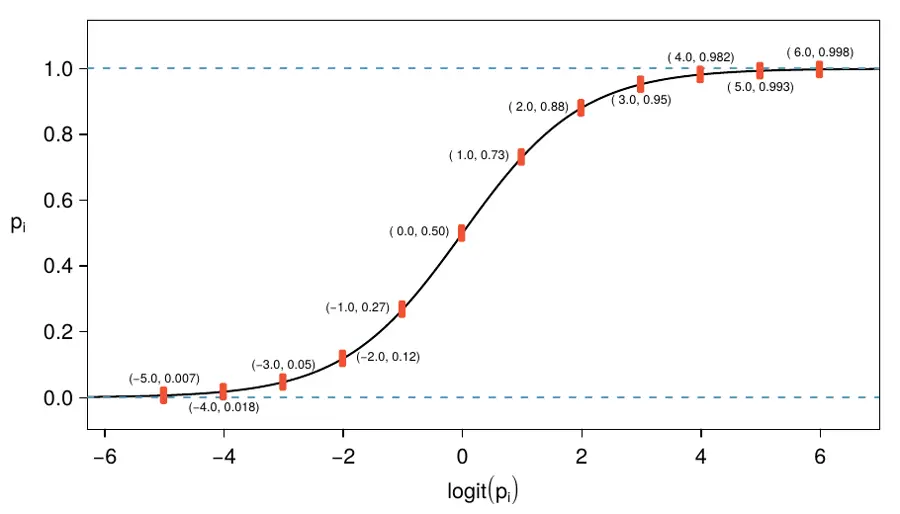 ( 6.0, 0.998)
( 4.0, 0.982)
1.0
( 5.0, 0.993)
( 3.0, 0.95)
( 2.0, 0.88)
0.8
( 1.0, 0.73)
0.6
pi
( 0.0, 0.50)
0.4
(−1.0, 0.27)
0.2
(−2.0, 0.12)
(−3.0, 0.05)
(−5.0, 0.007)
0.0
(−4.0, 0.018)
−6 −4 −2 0 2 4 6
logit(pi)